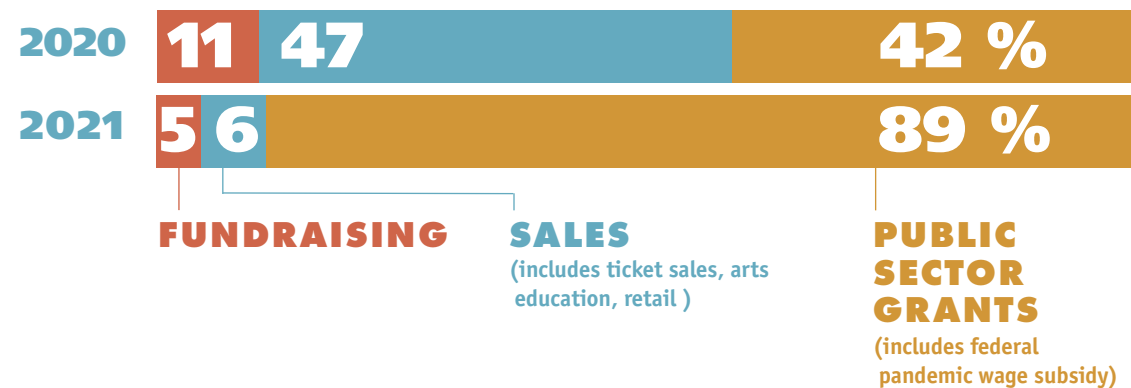 2020 11 47 42 %
2021 5 6 89 %
FUNDRAISING
SALES
(includes ticket sales, arts
education, retail )
PUBLIC
SECTOR
GRANTS
(includes federal
pandemic wage subsidy)